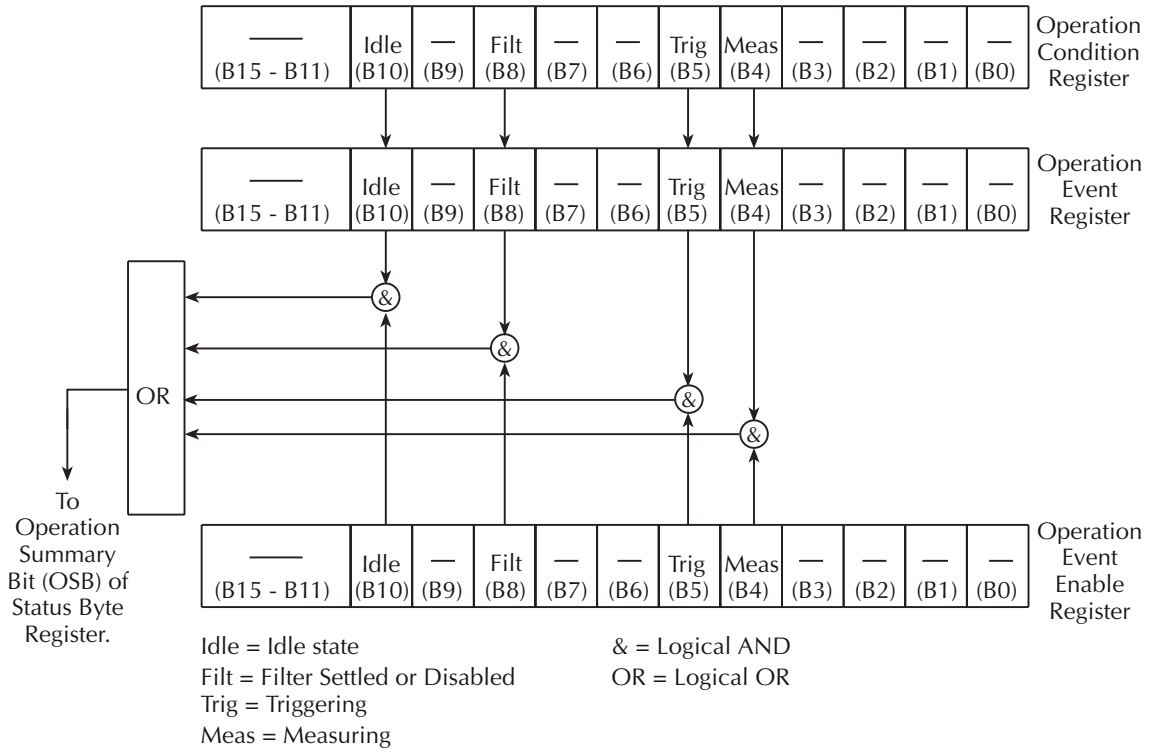 ——
(B15 - B11)
Idle
(B10)
—
(B9)
Filt
(B8)
—
(B7)
—
(B6)
Trig
(B5)
Meas
(B4)
—
(B3)
—
(B2)
—
(B1)
—
(B0)
Operation
Condition
Register
——
(B15 - B11)
Idle
(B10)
—
(B9)
Filt
(B8)
—
(B7)
—
(B6)
Trig
(B5)
Meas
(B4)
—
(B3)
—
(B2)
—
(B1)
—
(B0)
Operation
Event
Register
&
&
&
&
OR
To
Operation
Summary
Bit (OSB) of
Status Byte
Register.
——
(B15 - B11)
Idle
(B10)
—
(B9)
Filt
(B8)
—
(B7)
—
(B6)
Trig
(B5)
Meas
(B4)
—
(B3)
—
(B2)
—
(B1)
—
(B0)
Operation
Event
Enable
Register
Idle = Idle state
Filt = Filter Settled or Disabled
Trig = Triggering
Meas = Measuring
& = Logical AND
OR = Logical OR